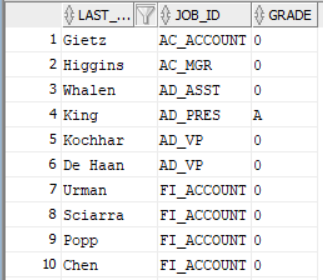 LAST_... JOB_ID GRADE
1 Gietz AC_ACCOUNT 0
2 Higgins AC_MGR 0
3 Whalen AD_ASST 0
4 King AD_PRES A
5 Kochhar AD_VP 0
6 De Haan AD_VP 0
7 Urman FI_ACCOUNT 0
8 Sciarra FI_ACCOUNT 0
9 Popp FI_ACCOUNT 0
10 Chen FI_ACCOUNT 0